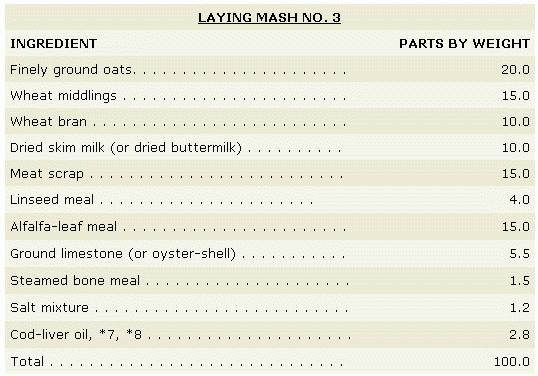 LAYING MASH NO. 3
INGREDIENT PARTS BY WEIGHT
Finely ground oats. . . . . . . . . . . . . . . . . . . . . . 20.0
Wheat middlings . . . . . . . . . . . . . . . . . . . . . . . 15.0
Wheat bran . . . . . . . . . . . . . . . . . . . . . . . . . . 10.0
Dried skim milk (or dried buttermilk) . . . . . . . . . . 10.0
Meat scrap . . . . . . . . . . . . . . . . . . . . . . . . . . 15.0
Linseed meal . . . . . . . . . . . . . . . . . . . . . . 4.0
Alfalfa-leaf meal . . . . . . . . . . . . . . . . . . . . . . . 15.0
Ground limestone (or oyster-shell) . . . . . . . . . . . 5.5
Steamed bone meal . . . . . . . . . . . . . . . . . . . . . 1.5
Salt mixture . . . . . . . . . . . . . . . . . . . . . . . . . . 1.2
Cod-liver oil, *7, *8 . . . . . . . . . . . . . . . . . . . . . 2.8
Total . . . . . . . . . . . . . . . . . . . . . . . . . . . . . . 100.0